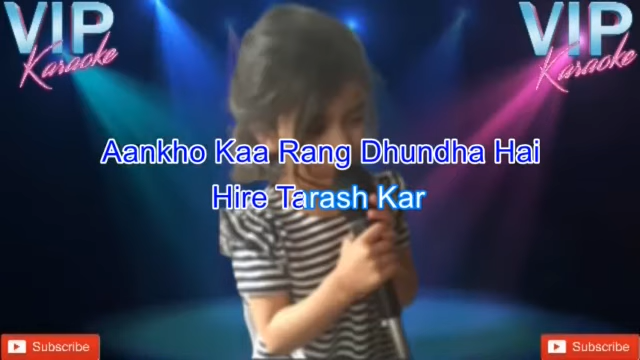 VIP VIP
Karaoke Karaoke
Aankho Kaa Rang Dhundha Hai
Hire Tarash Kar
Subscribe Subscribe